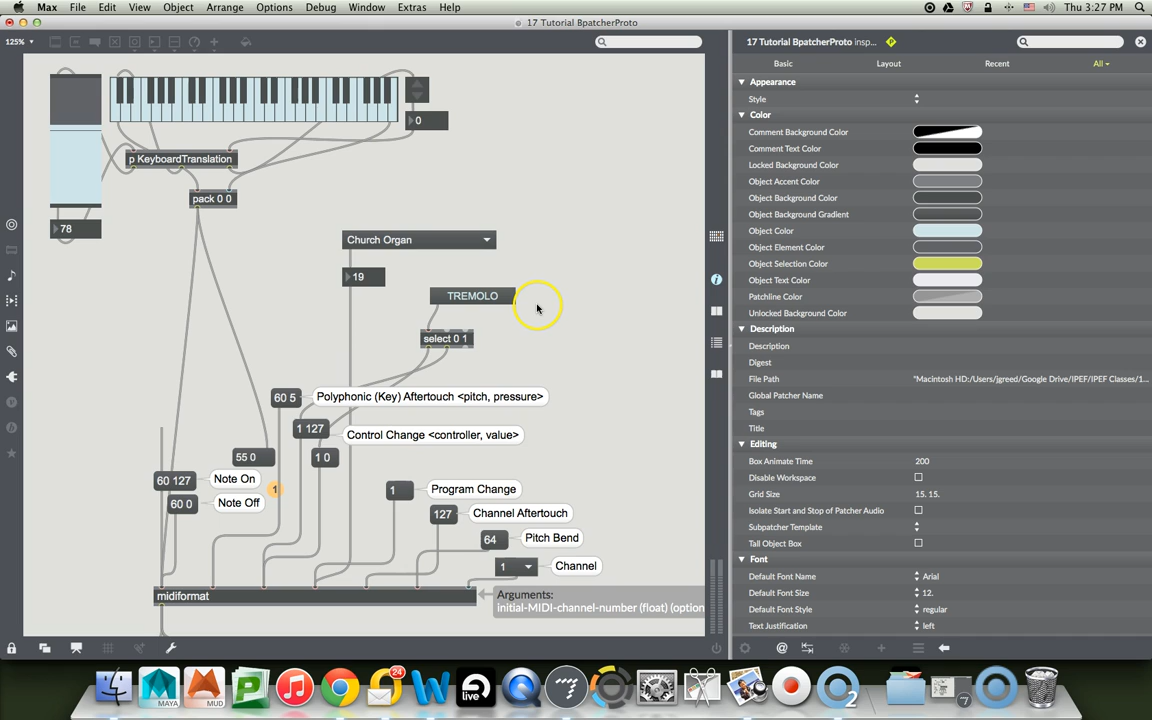 Max File Edit View Object Arrange Options Debug Window Extras Help Thu 3:27 PM
17 Tutorial BpatcherProto
125%
17 Tutorial BpatcherProto insp...
Basic Layout Recent All
0
p KeyboardTranslation
pack 0 0
78
Church Organ
19
TREMOLO
select 0 1
60 5 Polyphonic (Key) Aftertouch <pitch, pressure>
1 127 Control Change <controller, value>
55 0 1 0
60 127 Note On 1
60 0 Note Off
1 Program Change
127 Channel Aftertouch
64 Pitch Bend
1 Channel
midiformat
Arguments:
initial-MIDI-channel-number (float) (option
Appearance
Style
Color
Comment Background Color
Comment Text Color
Locked Background Color
Object Accent Color
Object Background Color
Object Background Gradient
Object Color
Object Element Color
Object Selection Color
Object Text Color
Patchline Color
Unlocked Background Color
Description
Description
Digest
File Path "Macintosh HD:/Users/jgreed/Google Drive/IPEF/IPEF Classes/1...
Global Patcher Name
Tags
Title
Editing
Box Animate Time 200
Disable Workspace
Grid Size 15. 15.
Isolate Start and Stop of Patcher Audio
Subpatcher Template
Tall Object Box
Font
Default Font Name Arial
Default Font Size 12.
Default Font Style regular
Text Justification left
MAYA MUD 24 live 2 7